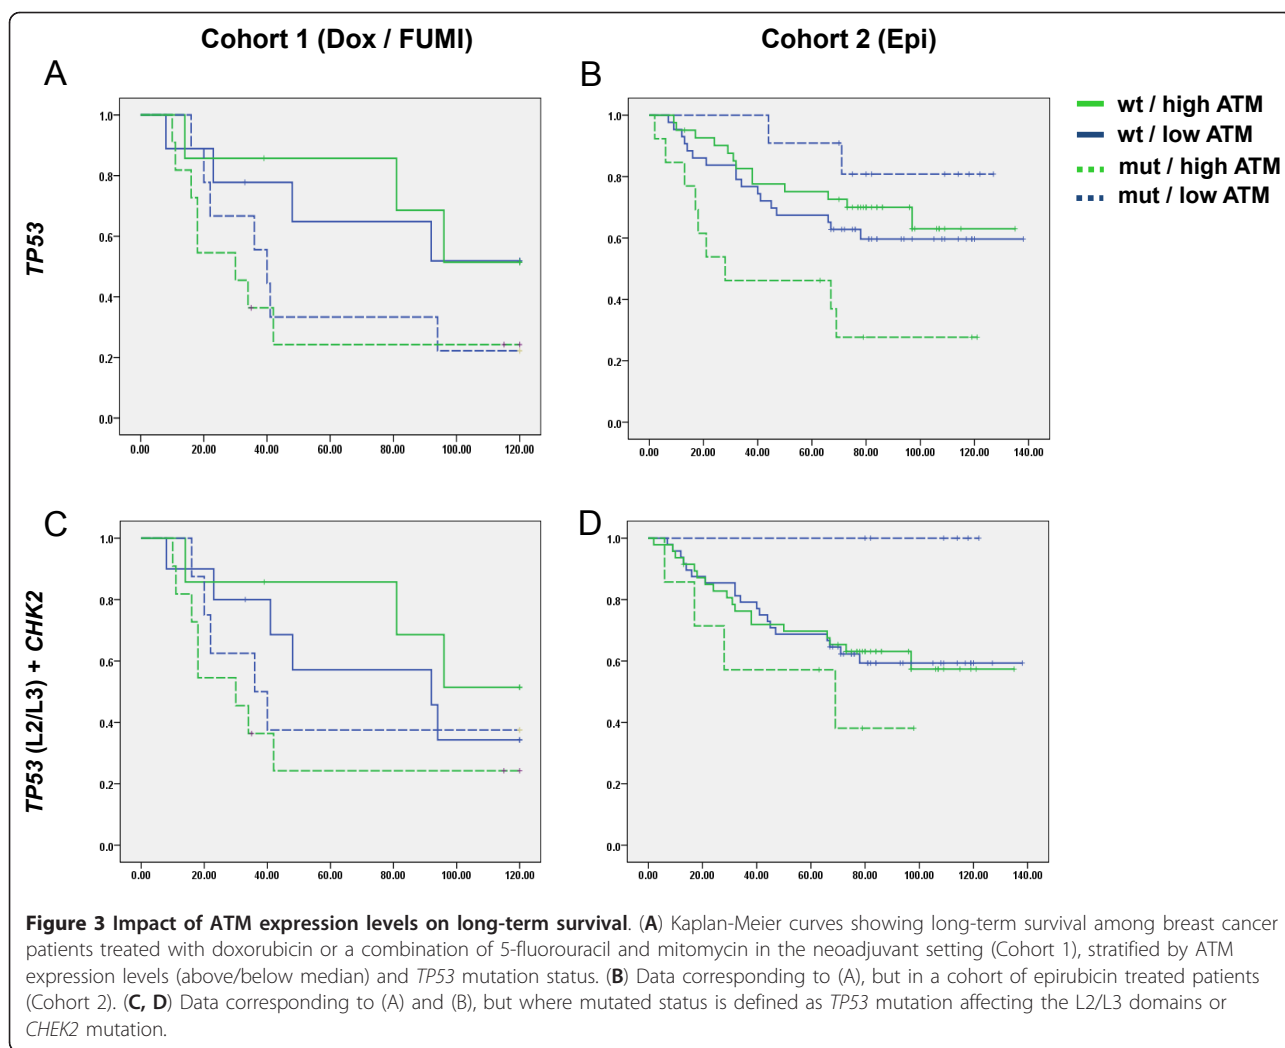 Cohort 1 (Dox / FUMI)
Cohort 2 (Epi)
A
B
wt / high ATM
wt / low ATM
mut / high ATM
mut / low ATM
TP53
1.0
0.8
0.6
0.4
0.2
0.0
0.00 20.00 40.00 60.00 80.00 100.00 120.00
1.0
0.8
0.6
0.4
0.2
0.0
0.00 20.00 40.00 60.00 80.00 100.00 120.00 140.00
C
D
TP53 (L2/L3) + CHK2
1.0
0.8
0.6
0.4
0.2
0.0
0.00 20.00 40.00 60.00 80.00 100.00 120.00
1.0
0.8
0.6
0.4
0.2
0.0
0.00 20.00 40.00 60.00 80.00 100.00 120.00 140.00
Figure 3 Impact of ATM expression levels on long-term survival. (A) Kaplan-Meier curves showing long-term survival among breast cancer
patients treated with doxorubicin or a combination of 5-fluorouracil and mitomycin in the neoadjuvant setting (Cohort 1), stratified by ATM
expression levels (above/below median) and TP53 mutation status. (B) Data corresponding to (A), but in a cohort of epirubicin treated patients
(Cohort 2). (C, D) Data corresponding to (A) and (B), but where mutated status is defined as TP53 mutation affecting the L2/L3 domains or
CHEK2 mutation.